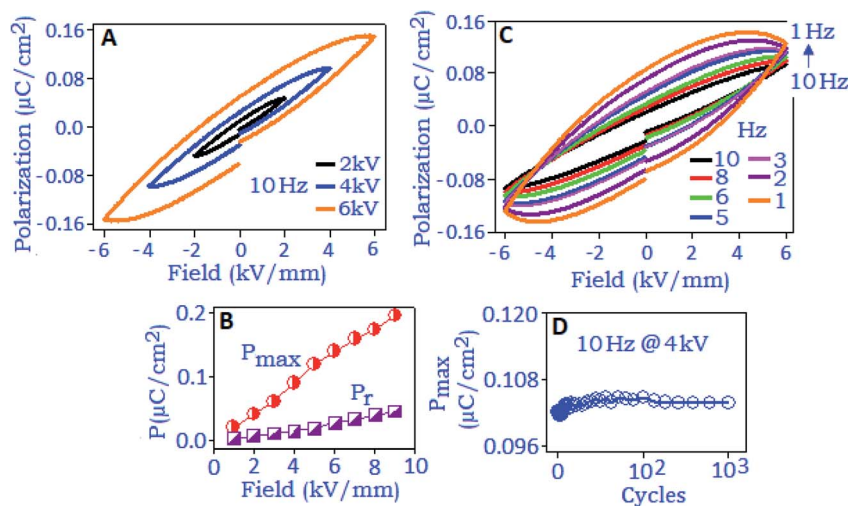 A
Polarization (μC/cm²)
0.16
0.08
0.0
-0.08
-0.16
10 Hz
2kV
4kV
6kV
-6 -4 -2 0 2 4 6
Field (kV/mm)
C
Polarization (μC/cm²)
0.16
0.08
0.0
-0.08
-0.16
1 Hz
10 Hz
Hz
10 3
8 2
6 1
5
-6 -4 -2 0 2 4 6
Field (kV/mm)
B
P(μC/cm²)
0.2
0.1
0.0
Pmax
Pr
0 2 4 6 8 10
Field (kV/mm)
D
Pmax
(μC/cm²)
0.120
0.108
0.096
10 Hz @ 4 kV
0 10² 10³
Cycles